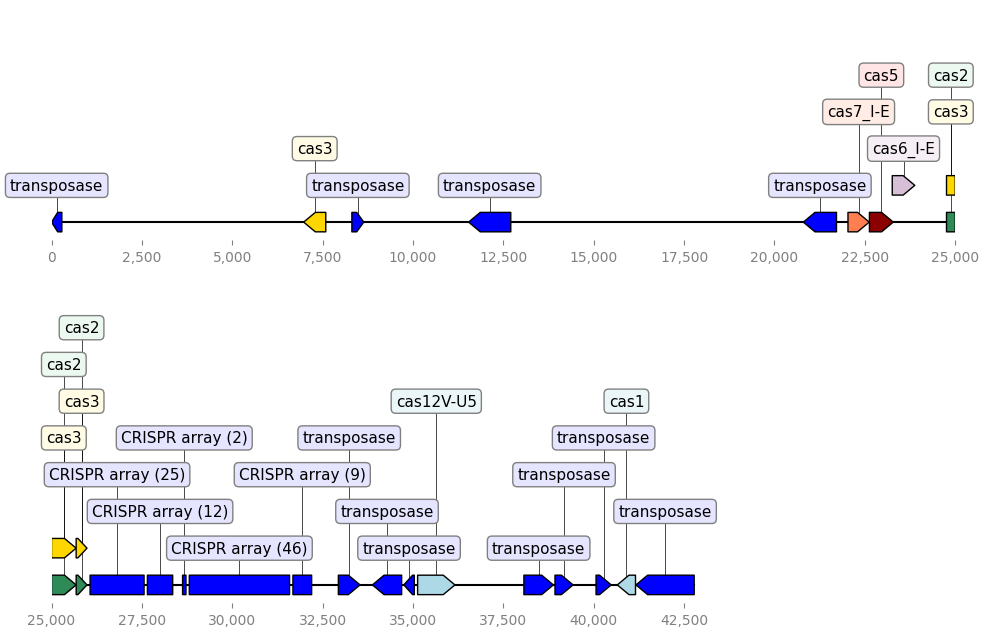 cas5
cas2
cas7_I-E
cas3
cas3
cas6_I-E
transposase
transposase
transposase
transposase
0
2,500
5,000
7,500
10,000
12,500
15,000
17,500
20,000
22,500
25,000
cas2
cas2
cas3
cas12V-U5
cas1
cas3
CRISPR array (2)
transposase
transposase
CRISPR array (25)
CRISPR array (9)
transposase
CRISPR array (12)
transposase
transposase
CRISPR array (46)
transposase
transposase
25,000
27,500
30,000
32,500
35,000
37,500
40,000
42,500